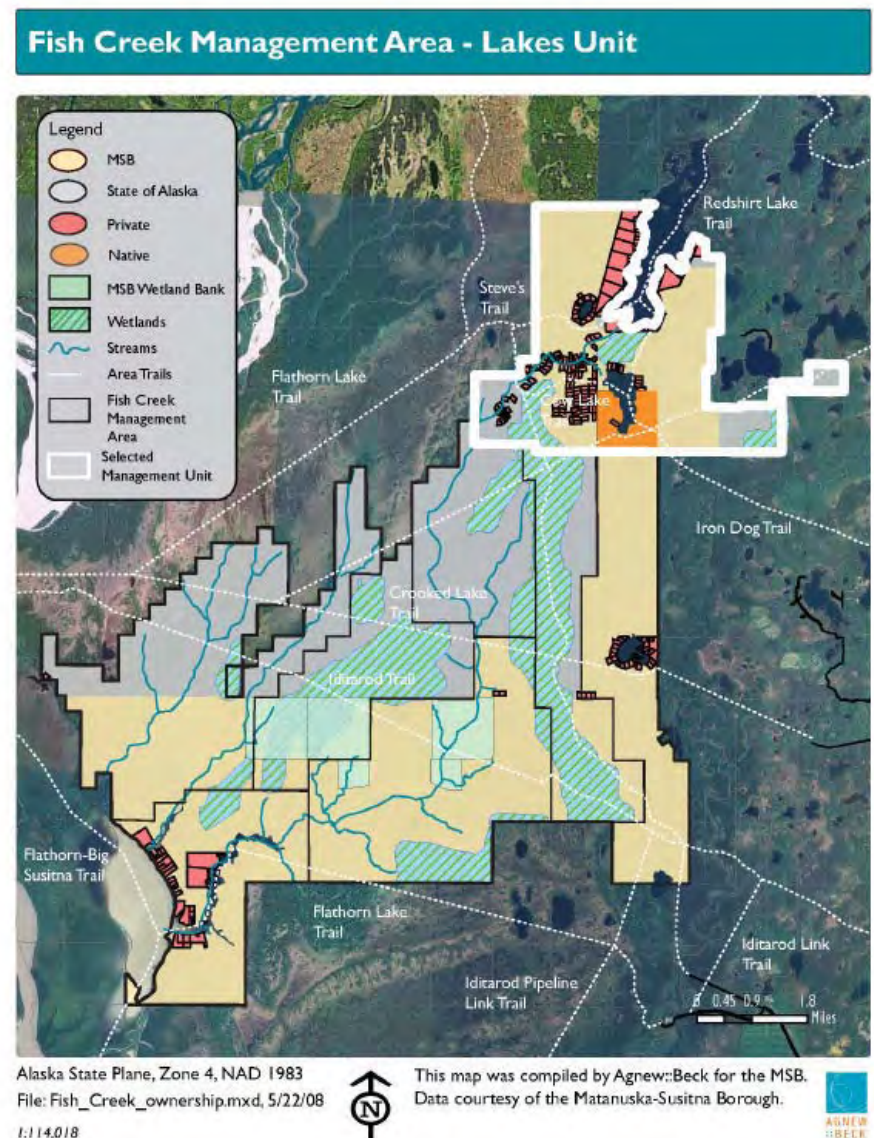 Fish Creek Management Area - Lakes Unit
Legend
MSB
State of Alaska
Private
Native
MSB Wetland Bank
Wetlands
Streams
Area Trails
Fish Creek
Management
Area
Selected
Management Unit
Redshirt Lake
Trail
Steve's
Trail
Flathorn Lake
Trail
Cow Lake
Iron Dog Trail
Crooked Lake
Trail
Iditarod Trail
Flathorn-Big
Susitna Trail
Flathorn Lake
Trail
Iditarod Link
Trail
Iditarod Pipeline
Link Trail
0 0.45 0.9 1.8
Miles
Alaska State Plane, Zone 4, NAD 1983
File: Fish_Creek_ownership.mxd, 5/22/08
1:114,018
N
This map was compiled by Agnew::Beck for the MSB.
Data courtesy of the Matanuska-Susitna Borough.
AGNEW
::BECK